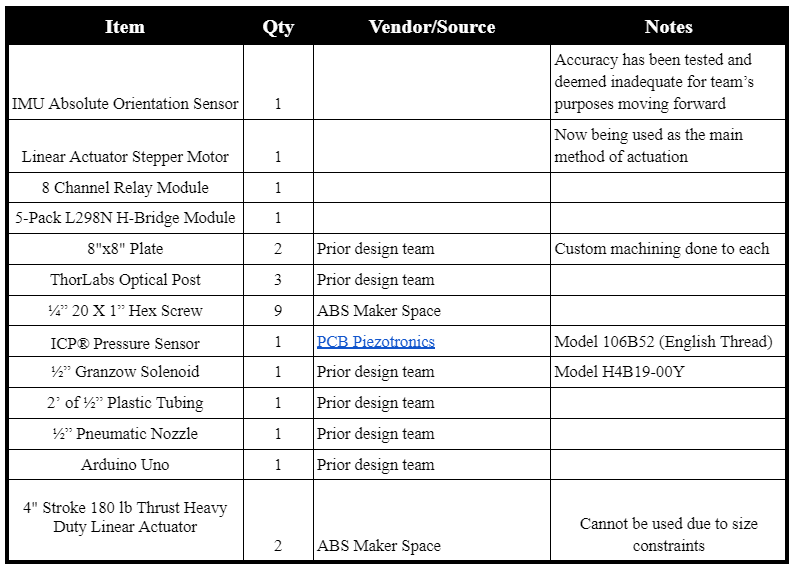 Item Qty Vendor/Source Notes
Accuracy has been tested and
deemed inadequate for team's
IMU Absolute Orientation Sensor 1 purposes moving forward
Now being used as the main
Linear Actuator Stepper Motor 1 method of actuation
8 Channel Relay Module 1
5-Pack L298N H-Bridge Module 1
8"x8" Plate 2 Prior design team Custom machining done to each
ThorLabs Optical Post 3 Prior design team
¼” 20 X 1” Hex Screw 9 ABS Maker Space
ICP® Pressure Sensor 1 PCB Piezotronics Model 106B52 (English Thread)
½” Granzow Solenoid 1 Prior design team Model H4B19-00Y
2’ of ½” Plastic Tubing 1 Prior design team
½” Pneumatic Nozzle 1 Prior design team
Arduino Uno 1 Prior design team
4" Stroke 180 lb Thrust Heavy
Duty Linear Actuator Cannot be used due to size
2 ABS Maker Space constraints